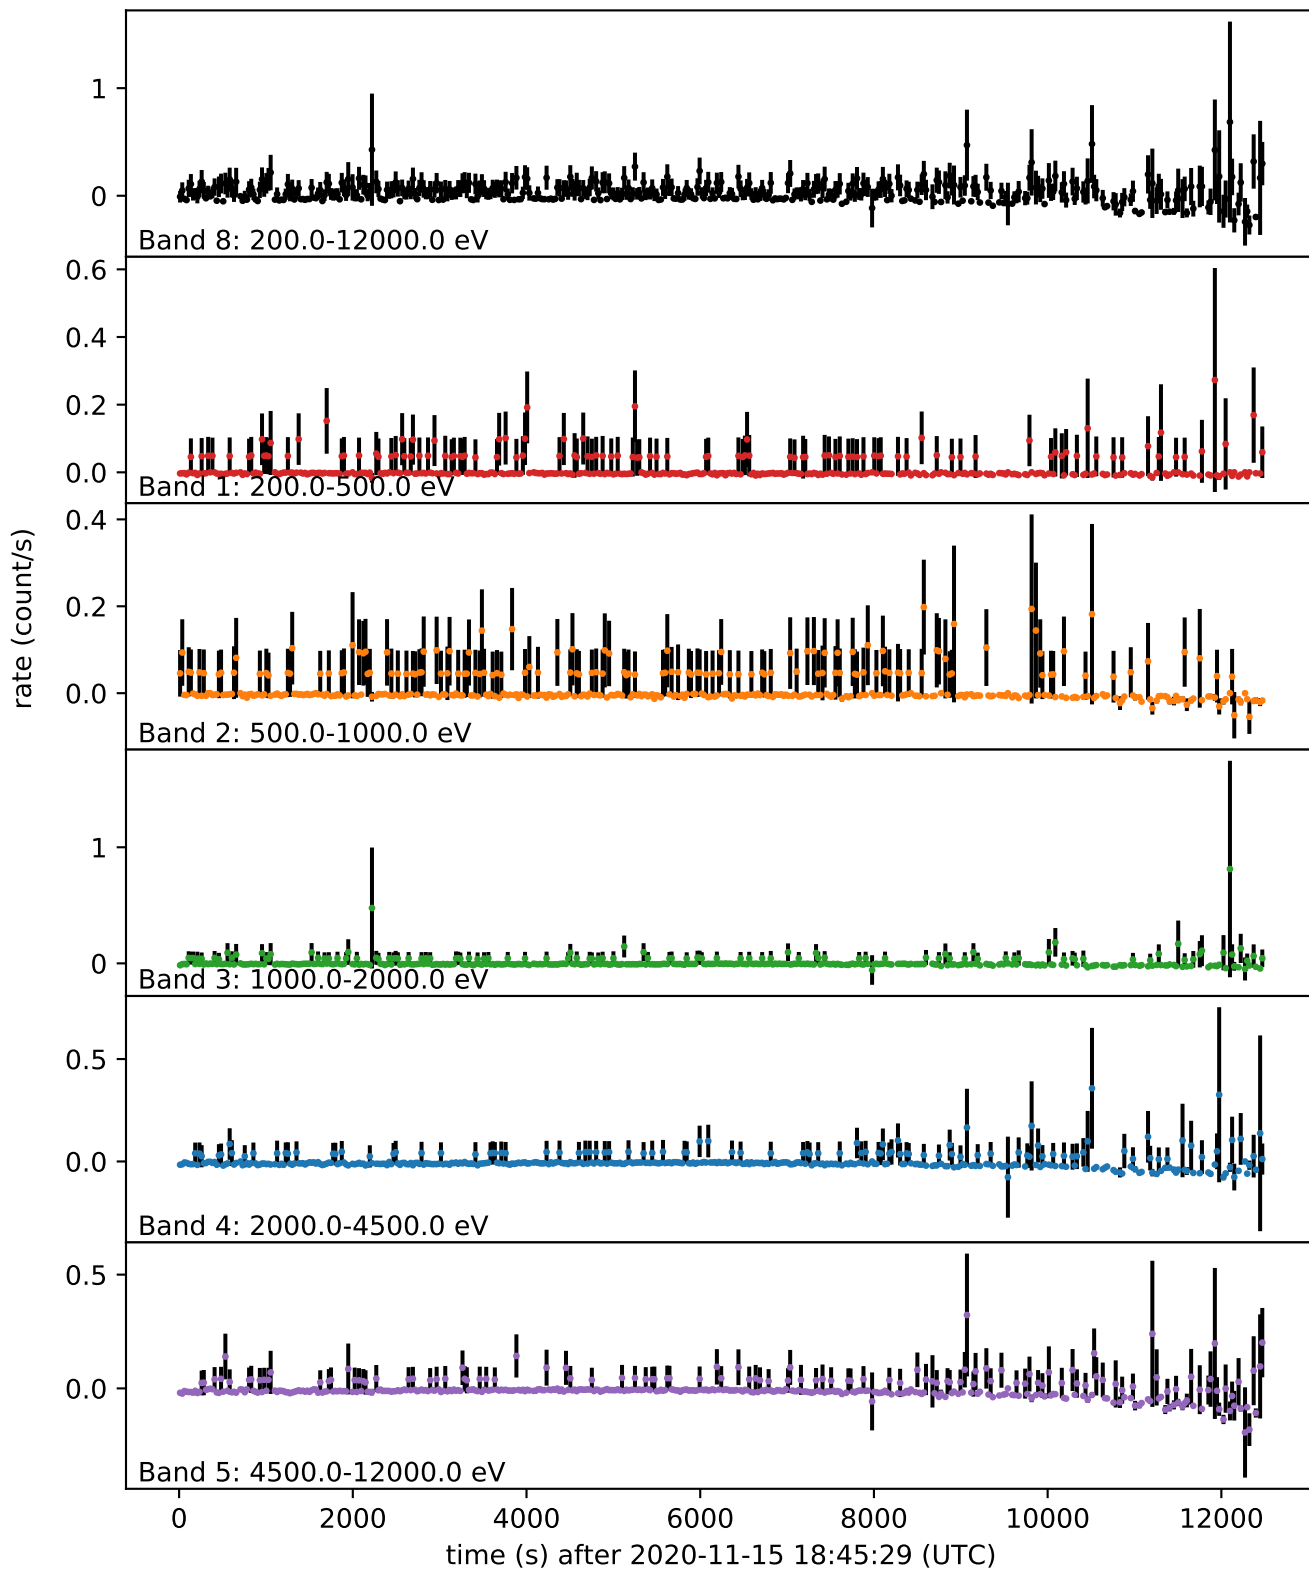 1
0
Band 8: 200.0-12000.0 eV
0.6
0.4
0.2
0.0
Band 1: 200.0-500.0 eV
0.4
0.2
0.0
Band 2: 500.0-1000.0 eV
rate (count/s)
1
0
Band 3: 1000.0-2000.0 eV
0.5
0.0
Band 4: 2000.0-4500.0 eV
0.5
0.0
Band 5: 4500.0-12000.0 eV
0 2000 4000 6000 8000 10000 12000
time (s) after 2020-11-15 18:45:29 (UTC)